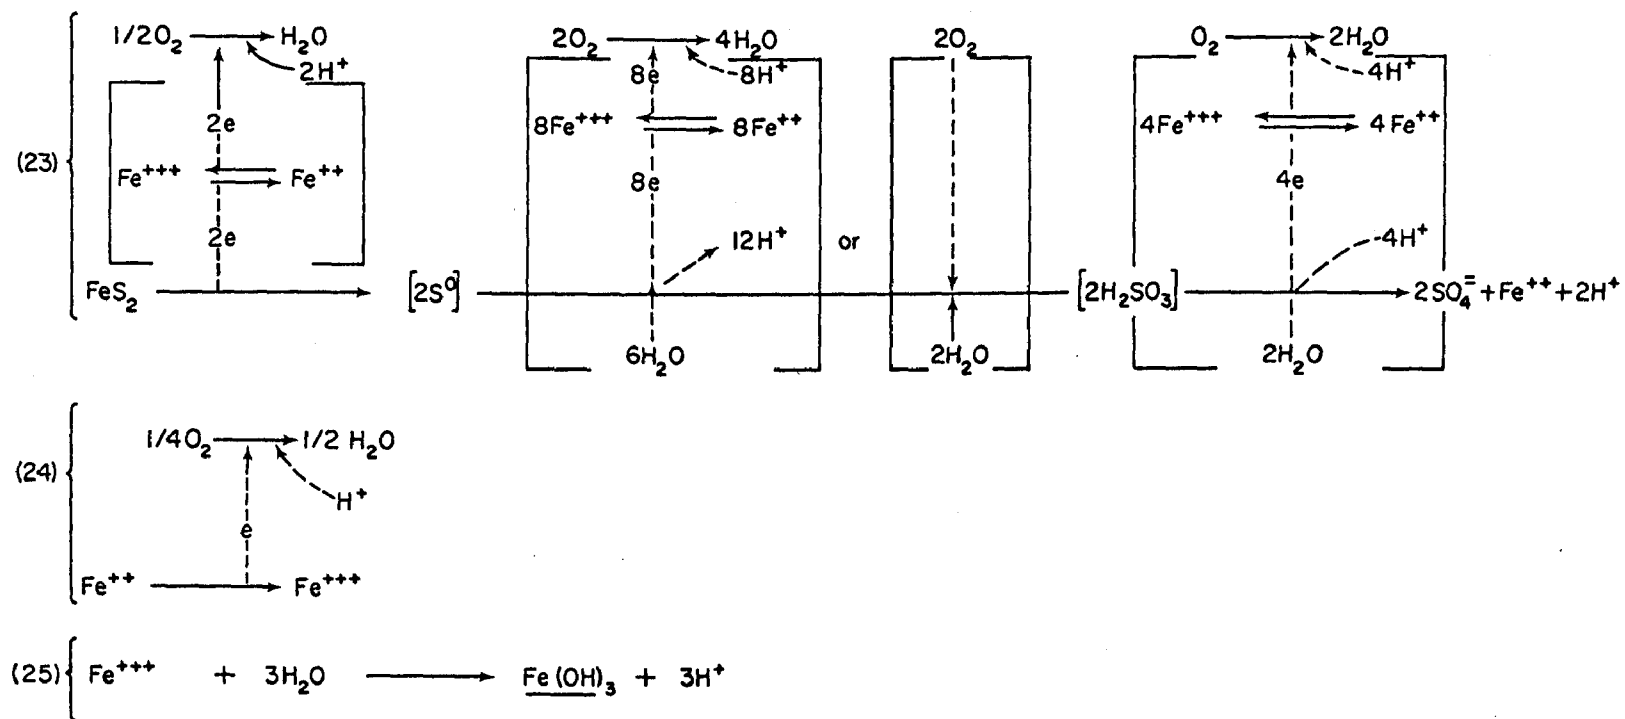 1/2O₂ → H₂O 2O₂ → 4H₂O 2O₂ O₂ → 2H₂O
2H⁺ 8e 8H⁺ 4H⁺
2e 8Fe⁺⁺⁺ ⇌ 8Fe⁺⁺ 4Fe⁺⁺⁺ ⇌ 4Fe⁺⁺
(23) Fe⁺⁺⁺ ⇌ Fe⁺⁺ 8e 4e
2e 12H⁺ or 4H⁺
FeS₂ → [2S⁰] → [2H₂SO₃] → 2SO₄⁼ + Fe⁺⁺ + 2H⁺
6H₂O 2H₂O 2H₂O
1/4O₂ → 1/2 H₂O
(24) H⁺
e
Fe⁺⁺ → Fe⁺⁺⁺
(25) Fe⁺⁺⁺ + 3H₂O → Fe(OH)₃ + 3H⁺